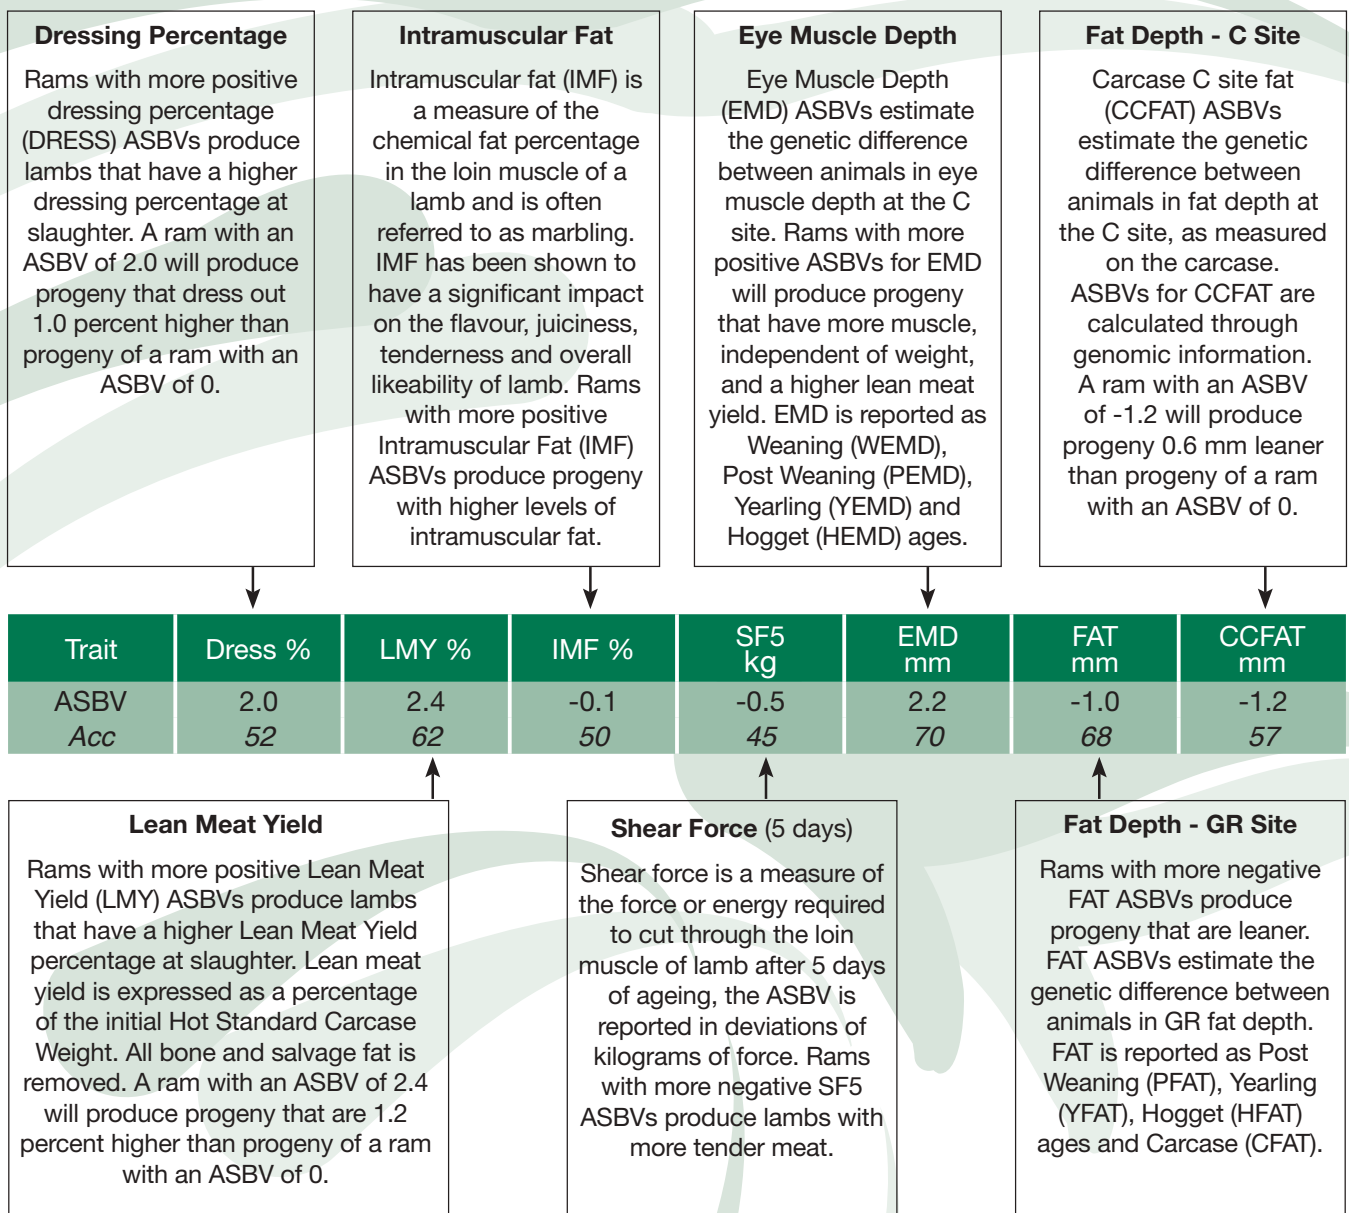 Dressing Percentage
Rams with more positive
dressing percentage
(DRESS) ASBVs produce
lambs that have a higher
dressing percentage at
slaughter. A ram with an
ASBV of 2.0 will produce
progeny that dress out
1.0 percent higher than
progeny of a ram with an
ASBV of 0.
Intramuscular Fat
Intramuscular fat (IMF) is
a measure of the
chemical fat percentage
in the loin muscle of a
lamb and is often
referred to as marbling.
IMF has been shown to
have a significant impact
on the flavour, juiciness,
tenderness and overall
likeability of lamb. Rams
with more positive
Intramuscular Fat (IMF)
ASBVs produce progeny
with higher levels of
intramuscular fat.
Eye Muscle Depth
Eye Muscle Depth
(EMD) ASBVs estimate
the genetic difference
between animals in eye
muscle depth at the C
site. Rams with more
positive ASBVs for EMD
will produce progeny
that have more muscle,
independent of weight,
and a higher lean meat
yield. EMD is reported as
Weaning (WEMD),
Post Weaning (PEMD),
Yearling (YEMD) and
Hogget (HEMD) ages.
Fat Depth - C Site
Carcase C site fat
(CCFAT) ASBVs
estimate the genetic
difference between
animals in fat depth at
the C site, as measured
on the carcase.
ASBVs for CCFAT are
calculated through
genomic information.
A ram with an ASBV
of -1.2 will produce
progeny 0.6 mm leaner
than progeny of a ram
with an ASBV of 0.
Trait Dress % LMY % IMF % SF5 kg EMD mm FAT mm CCFAT mm
ASBV 2.0 2.4 -0.1 -0.5 2.2 -1.0 -1.2
Acc 52 62 50 45 70 68 57
Lean Meat Yield
Rams with more positive Lean Meat
Yield (LMY) ASBVs produce lambs
that have a higher Lean Meat Yield
percentage at slaughter. Lean meat
yield is expressed as a percentage
of the initial Hot Standard Carcase
Weight. All bone and salvage fat is
removed. A ram with an ASBV of 2.4
will produce progeny that are 1.2
percent higher than progeny of a ram
with an ASBV of 0.
Shear Force (5 days)
Shear force is a measure of
the force or energy required
to cut through the loin
muscle of lamb after 5 days
of ageing, the ASBV is
reported in deviations of
kilograms of force. Rams
with more negative SF5
ASBVs produce lambs with
more tender meat.
Fat Depth - GR Site
Rams with more negative
FAT ASBVs produce
progeny that are leaner.
FAT ASBVs estimate the
genetic difference between
animals in GR fat depth.
FAT is reported as Post
Weaning (PFAT), Yearling
(YFAT), Hogget (HFAT)
ages and Carcase (CFAT).